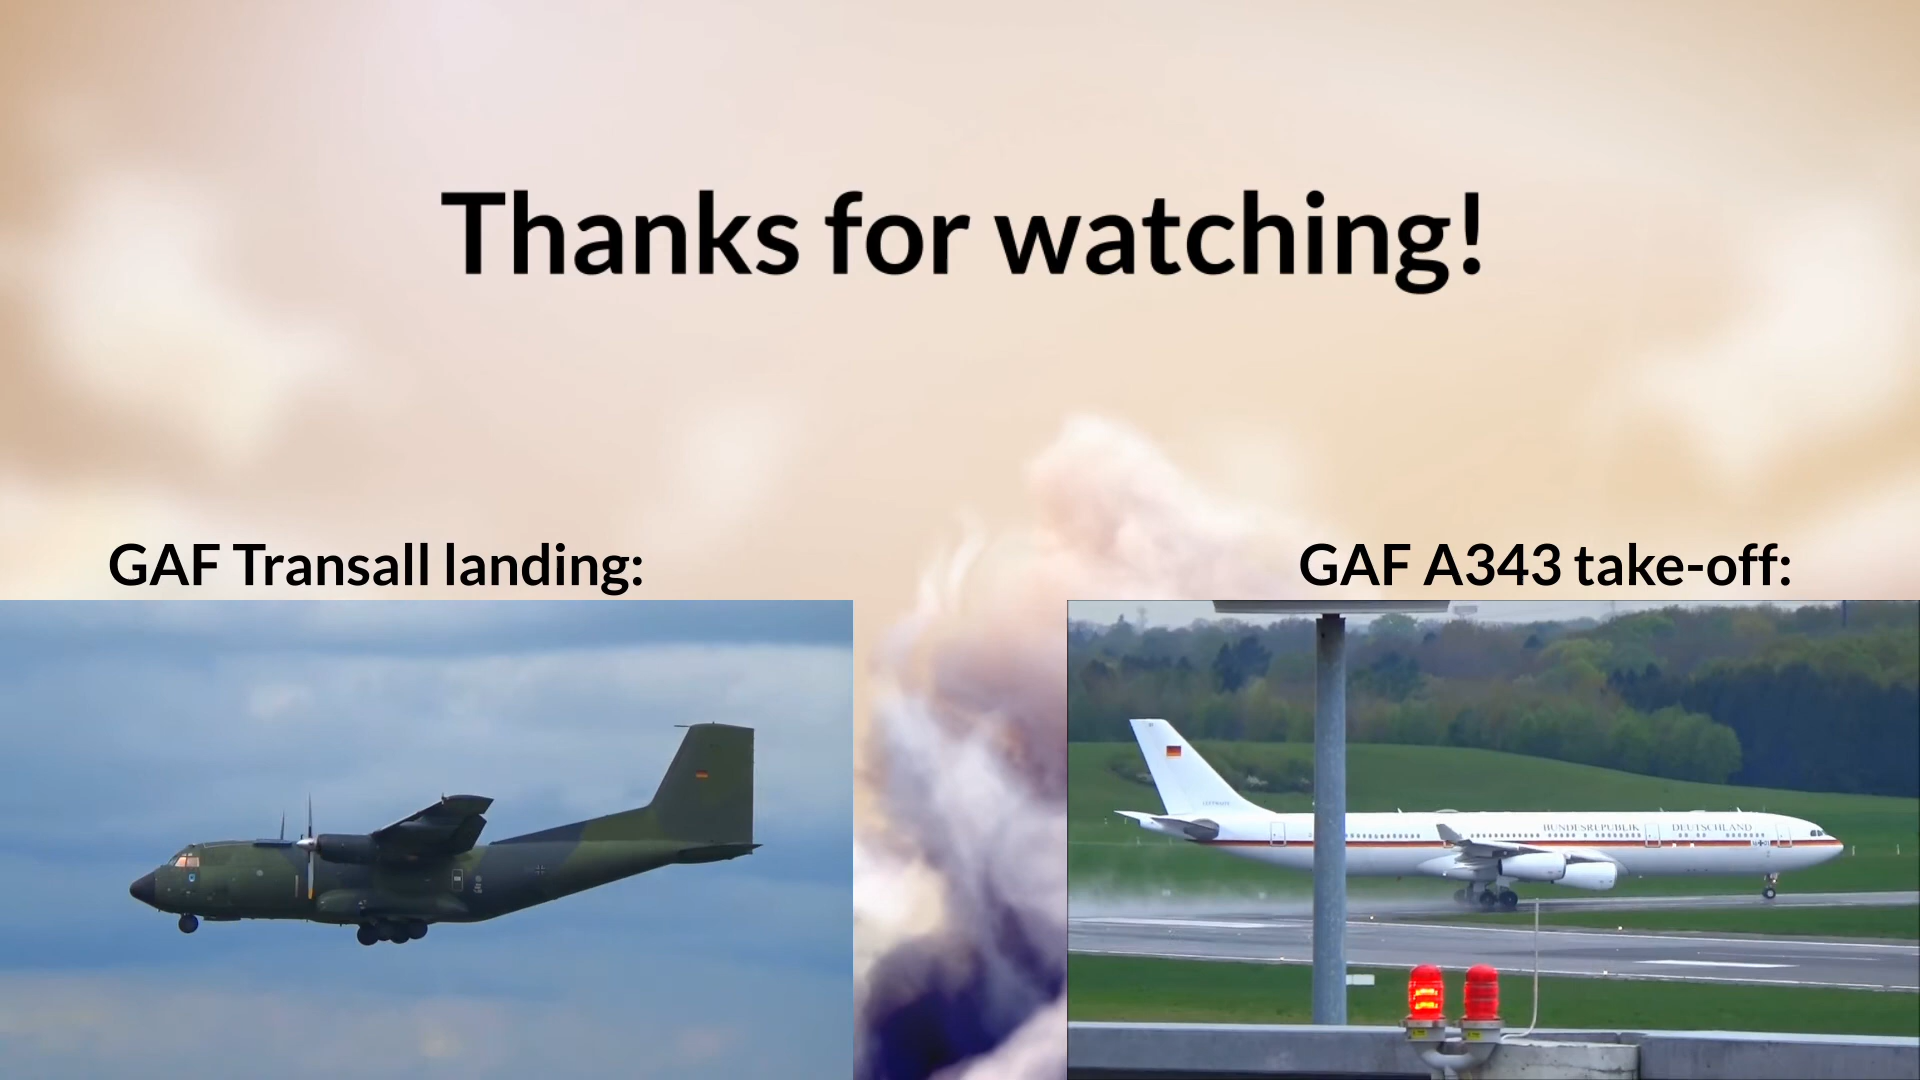 Thanks for watching!
GAF Transall landing:
GAF A343 take-off:
BUNDESREPUBLIK DEUTSCHLAND